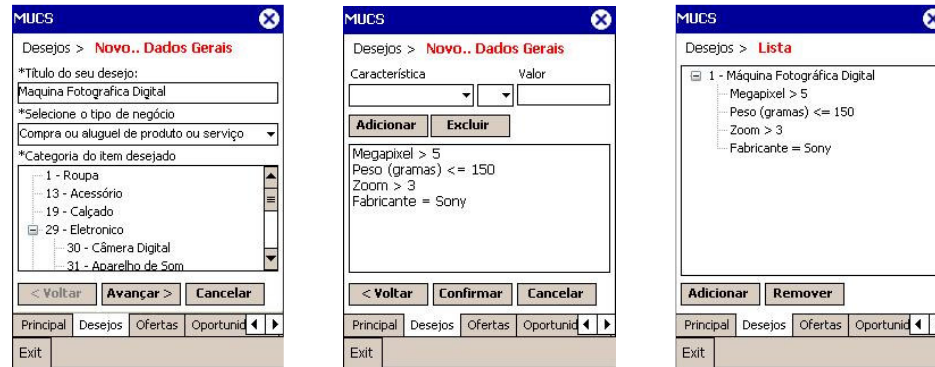 MUCS
Desejos > Novo.. Dados Gerais
*Título do seu desejo:
Maquina Fotografica Digital
*Selecione o tipo de negócio
Compra ou aluguel de produto ou serviço
*Categoria do item desejado
1 - Roupa
13 - Acessório
19 - Calçado
29 - Eletronico
30 - Câmera Digital
31 - Aparelho de Som
< Voltar Avançar > Cancelar
Principal Desejos Ofertas Oportunid
Exit
MUCS
Desejos > Novo.. Dados Gerais
Característica Valor
Adicionar Excluir
Megapixel > 5
Peso (gramas) <= 150
Zoom > 3
Fabricante = Sony
< Voltar Confirmar Cancelar
Principal Desejos Ofertas Oportunid
Exit
MUCS
Desejos > Lista
1 - Máquina Fotográfica Digital
Megapixel > 5
Peso (gramas) <= 150
Zoom > 3
Fabricante = Sony
Adicionar Remover
Principal Desejos Ofertas Oportunid
Exit